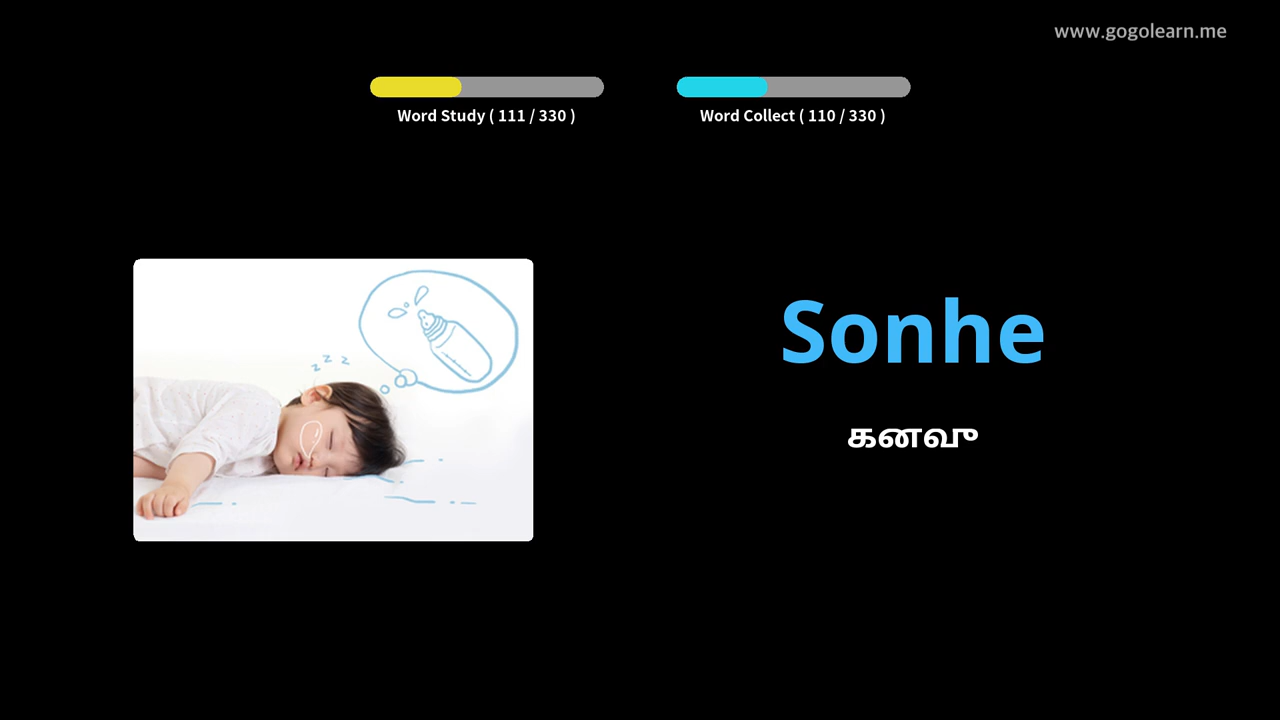 www.gogolearn.me
Word Study ( 111 / 330 )
Word Collect ( 110 / 330 )
z z z
Sonhe
கனவு